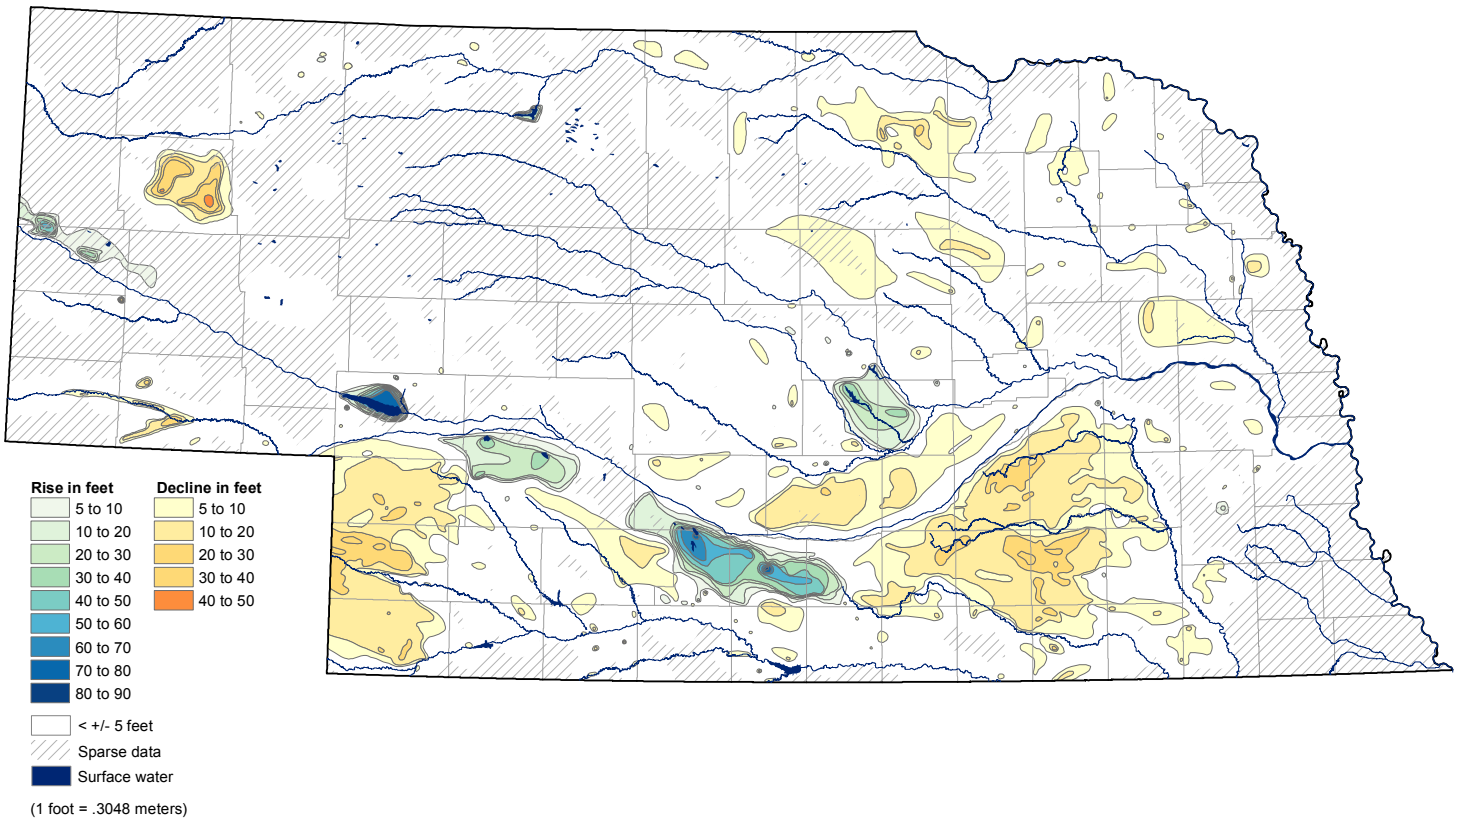 Rise in feet
5 to 10
10 to 20
20 to 30
30 to 40
40 to 50
50 to 60
60 to 70
70 to 80
80 to 90
Decline in feet
5 to 10
10 to 20
20 to 30
30 to 40
40 to 50
< +/- 5 feet
Sparse data
Surface water
(1 foot = .3048 meters)